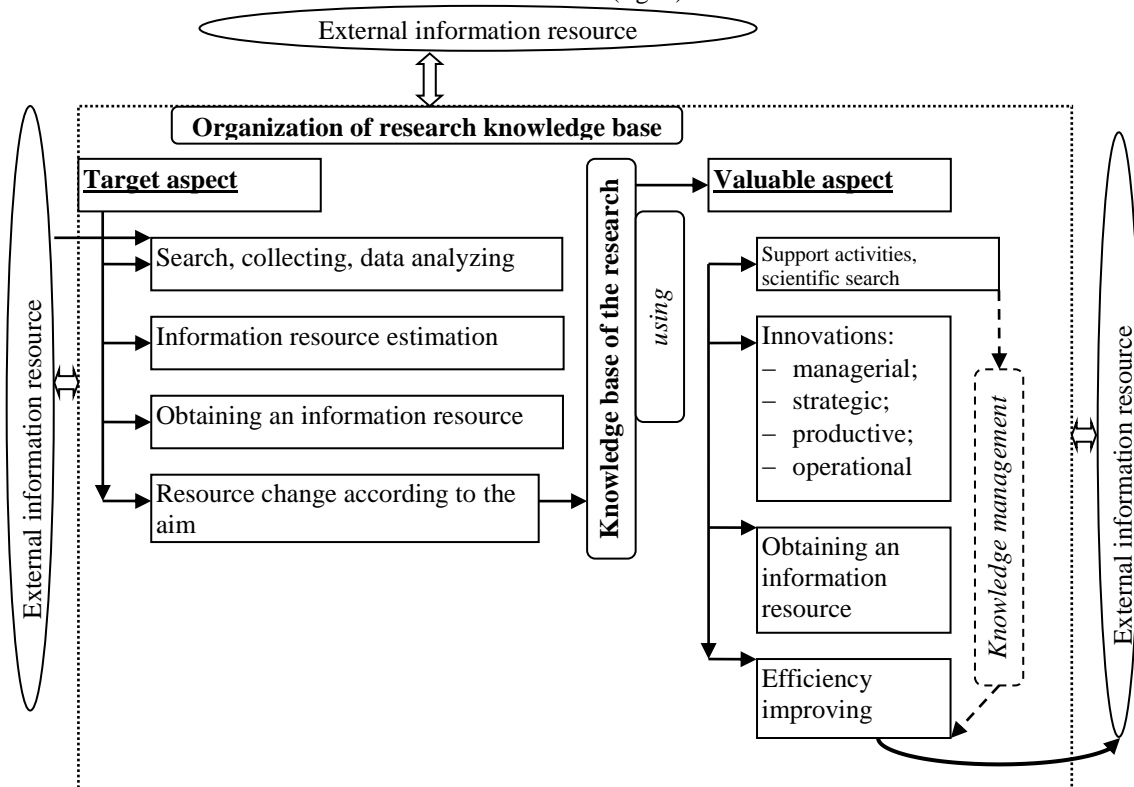 External information resource
Organization of research knowledge base
External information resource
Target aspect
Search, collecting, data analyzing
Information resource estimation
Obtaining an information resource
Resource change according to the
aim
Knowledge base of the research
using
Valuable aspect
Support activities,
scientific search
Innovations:
– managerial;
– strategic;
– productive;
– operational
Obtaining an
information
resource
Efficiency
improving
Knowledge management
External information resource